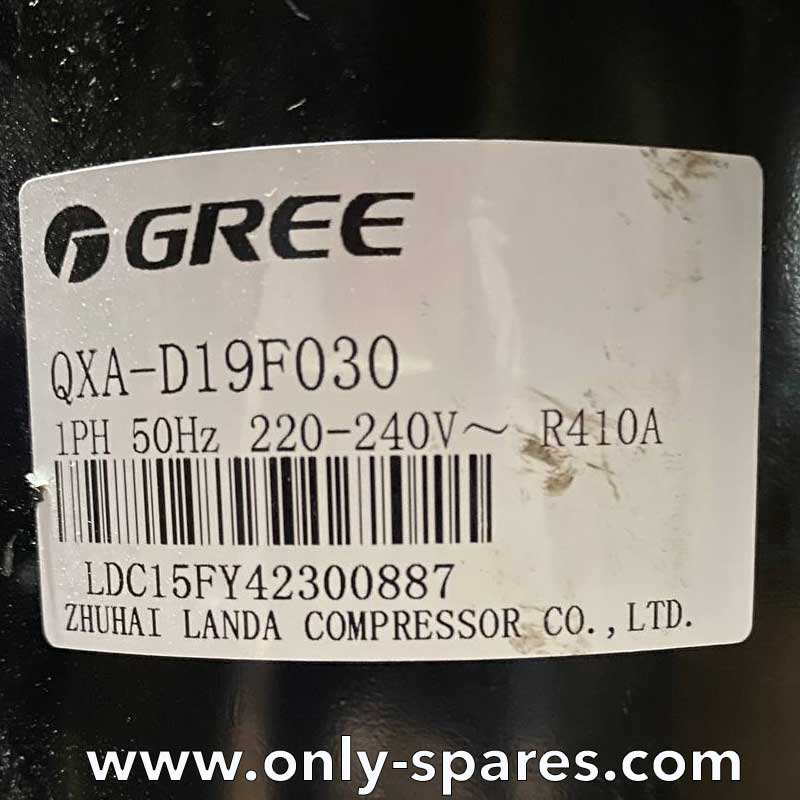 GREE
QXA-D19F030
1PH 50Hz 220-240V～ R410A
LDC15FY42300887
ZHUHAI LANDA COMPRESSOR CO.,LTD.
www.only-spares.com